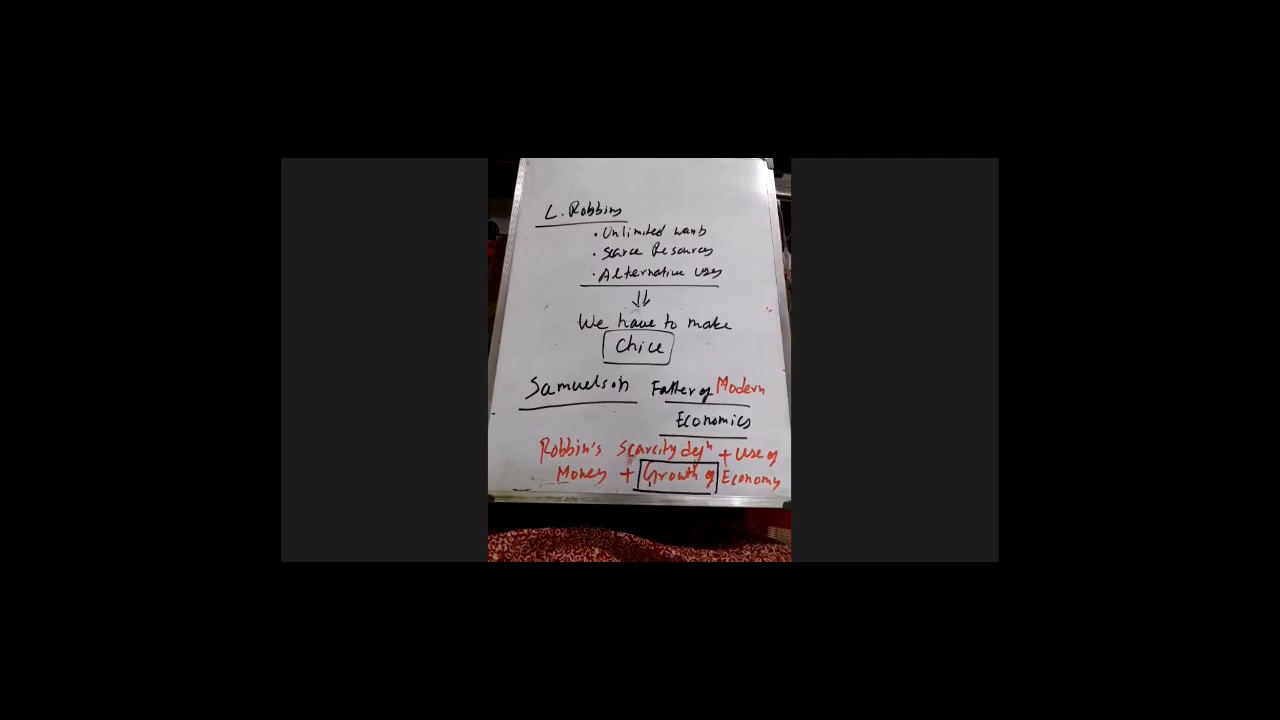 L. Robbins
• Unlimited wants
• Scarce Resources
• Alternative uses
⇓
We have to make
Chice
Samuelson Father of Modern
Economics
Robbin's Scarcity defn + Use of
Money + Growth of Economy